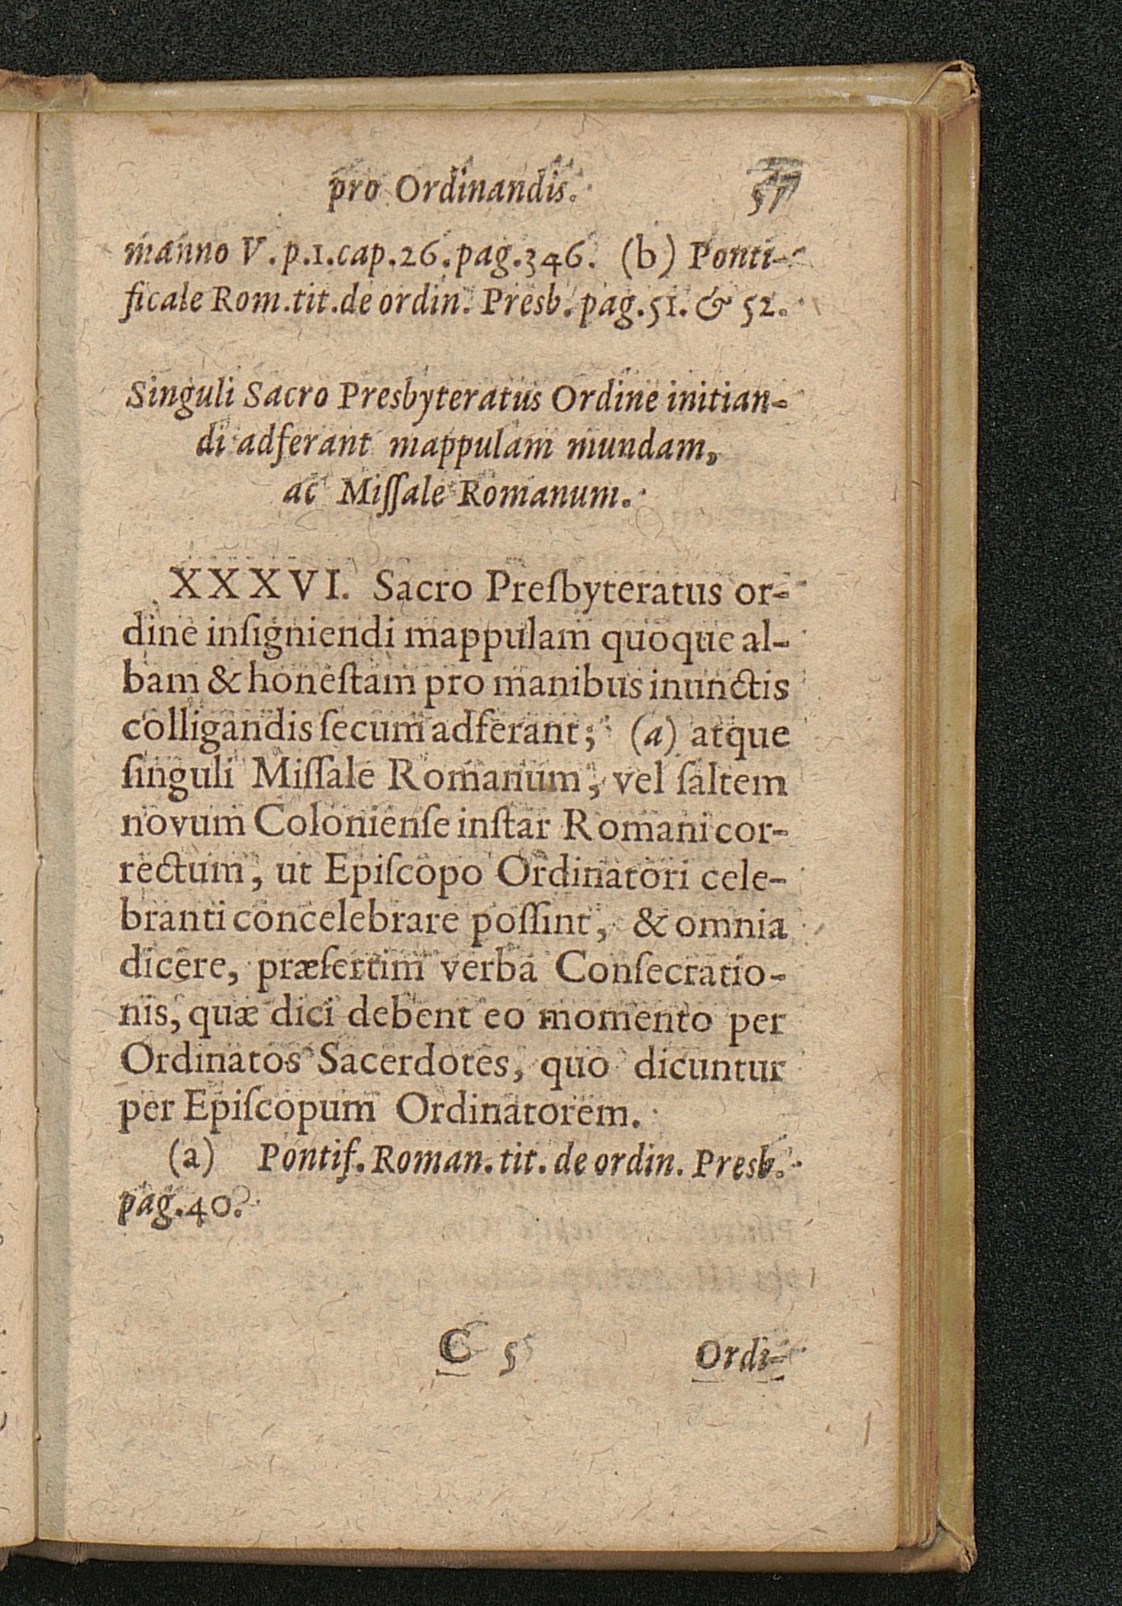 pro Ordinandis. 57
manno V. p.1. cap.26. pag.346. (b) Ponti-
ficale Rom. tit. de ordin. Presb. pag.51. & 52.
Singuli Sacro Presbyteratus Ordine initian-
di adferant mappulam mundam,
ac Miſſale Romanum.
XXXVI. Sacro Preſbyteratus or-
dine inſigniendi mappulam quoque al-
bam & honeſtam pro manibus inunctis
colligandis ſecum adferant; (a) atque
ſinguli Miſſale Romanum, vel ſaltem
novum Colonienſe inſtar Romani cor-
rectum, ut Epiſcopo Ordinatori cele-
branti concelebrare poſſint, & omnia
dicere, præſertim verba Conſecratio-
nis, quæ dici debent eo momento per
Ordinatos Sacerdotes, quo dicuntur
per Epiſcopum Ordinatorem.
(a) Pontif. Roman. tit. de ordin. Presb.
pag.40.
C 5 Ordi-